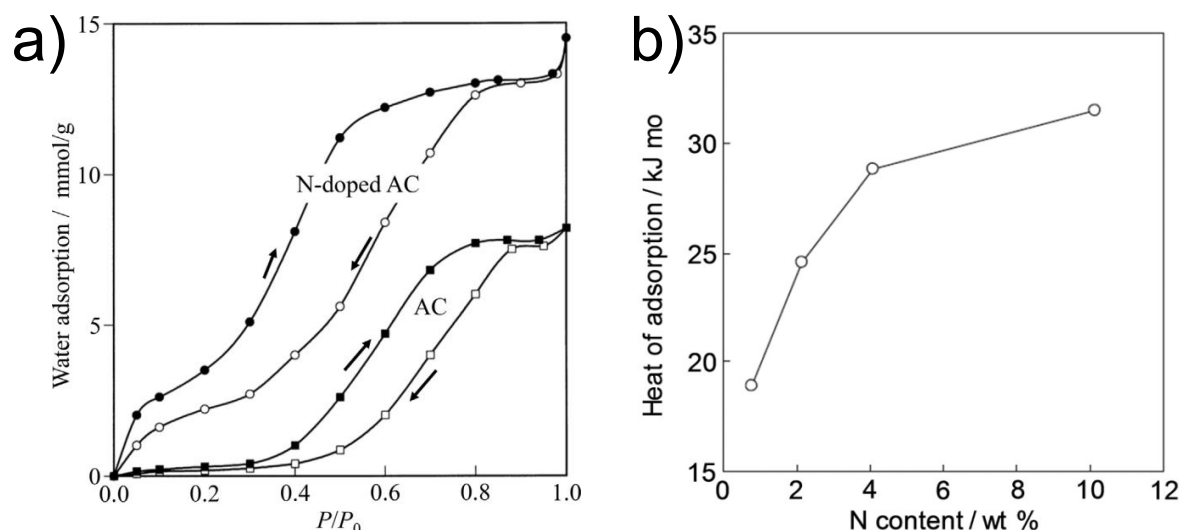 a)
15
10
5
0
Water adsorption / mmol/g
N-doped AC
AC
0.0 0.2 0.4 0.6 0.8 1.0
P/P0
b)
35
30
25
20
15
Heat of adsorption / kJ mo
0 2 4 6 8 10 12
N content / wt %